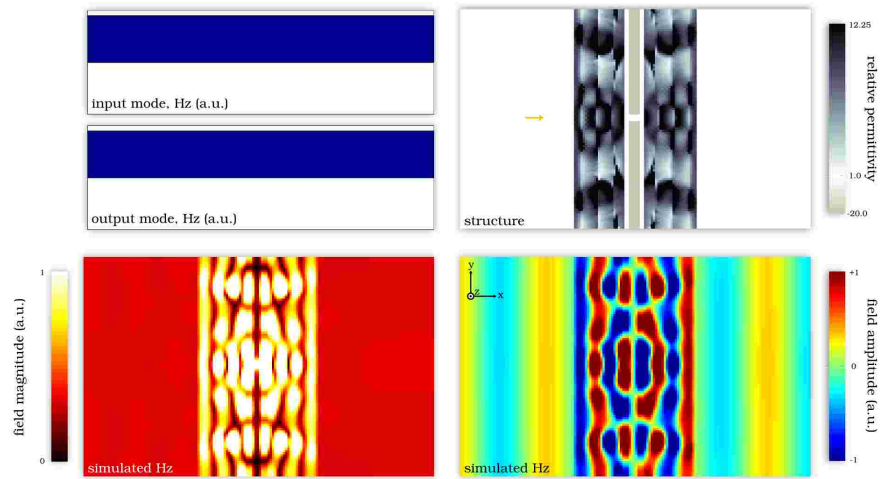 input mode, Hz (a.u.)
output mode, Hz (a.u.)
structure
12.25
1.0
-20.0
relative permittivity
field magnitude (a.u.)
1
0
simulated Hz
y
z
x
simulated Hz
+1
0
-1
field amplitude (a.u.)